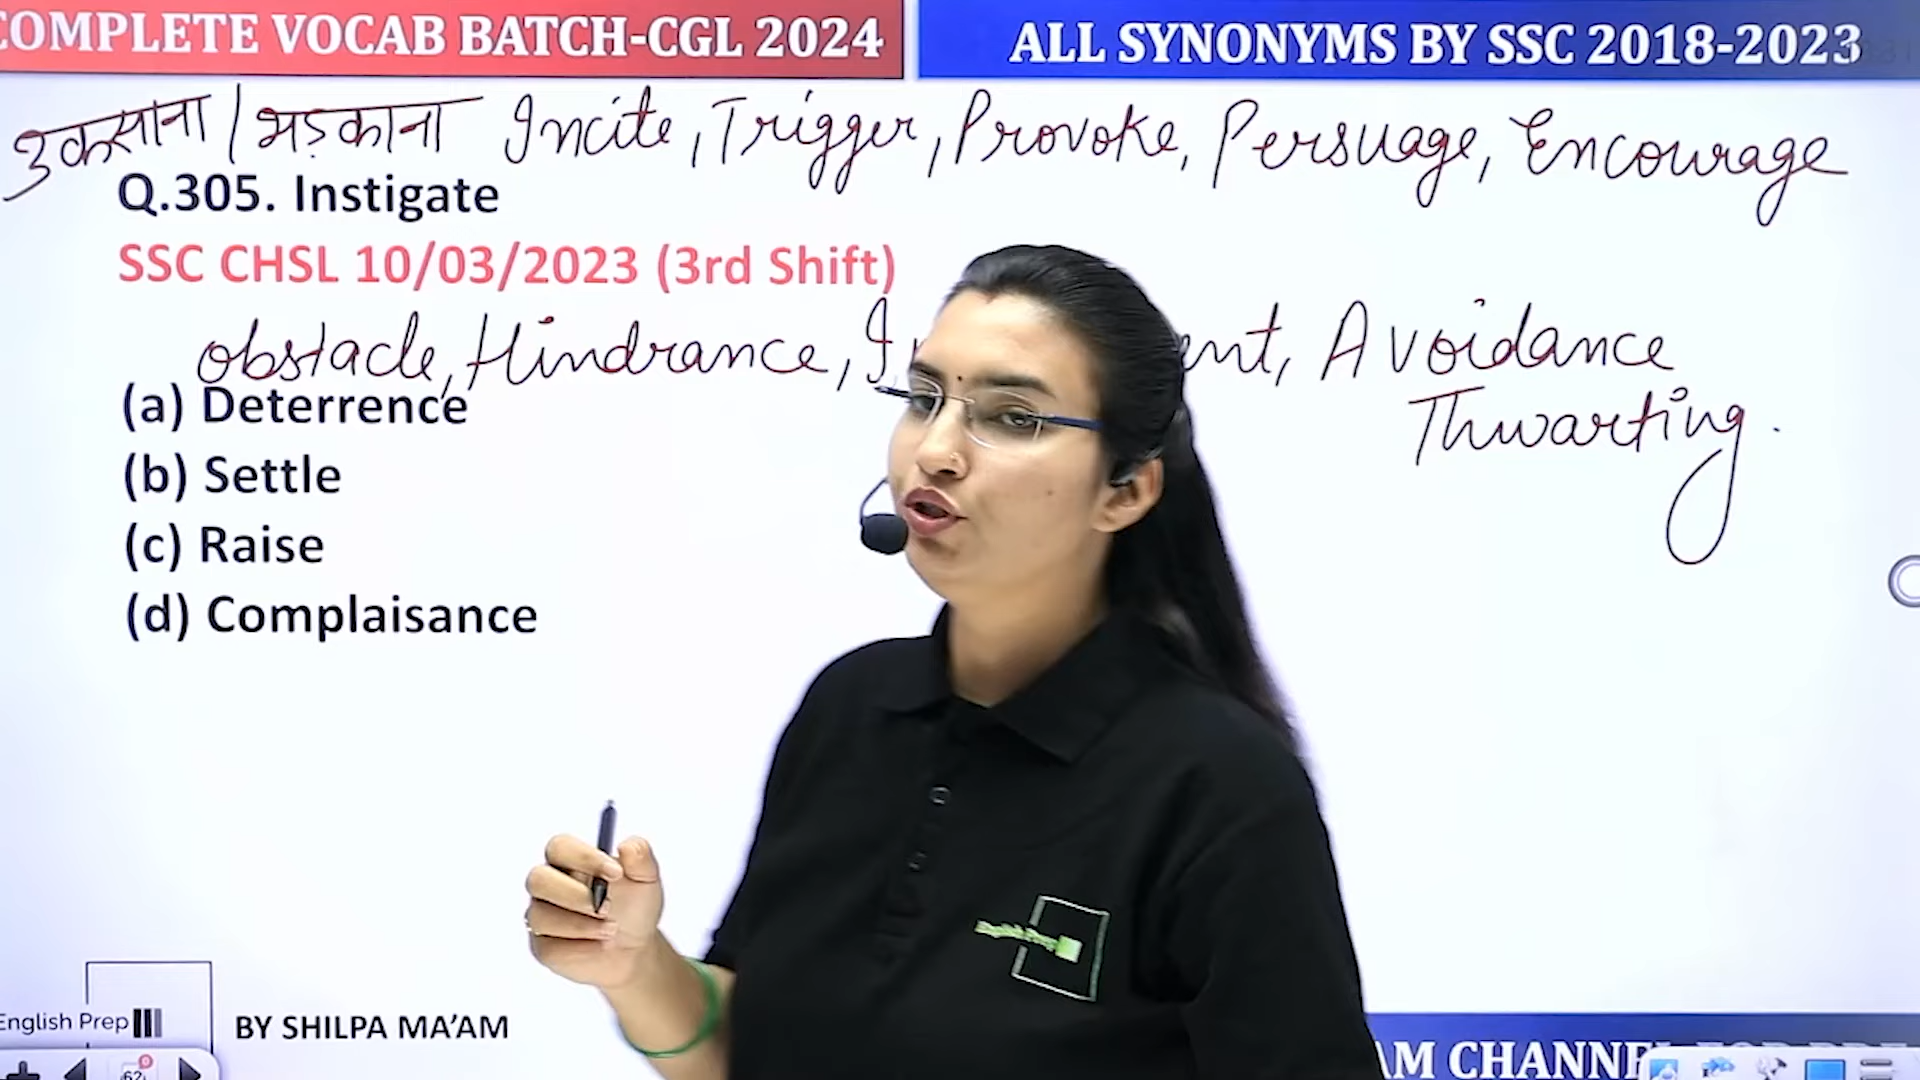 COMPLETE VOCAB BATCH-CGL 2024
ALL SYNONYMS BY SSC 2018-2023
उकसाना / भड़काना Incite, Trigger, Provoke, Persuage, Encourage
Q.305. Instigate
SSC CHSL 10/03/2023 (3rd Shift)
obstacle, Hindrance, Avoidance
Thwarting.
(a) Deterrence
(b) Settle
(c) Raise
(d) Complaisance
English Prep
BY SHILPA MA'AM